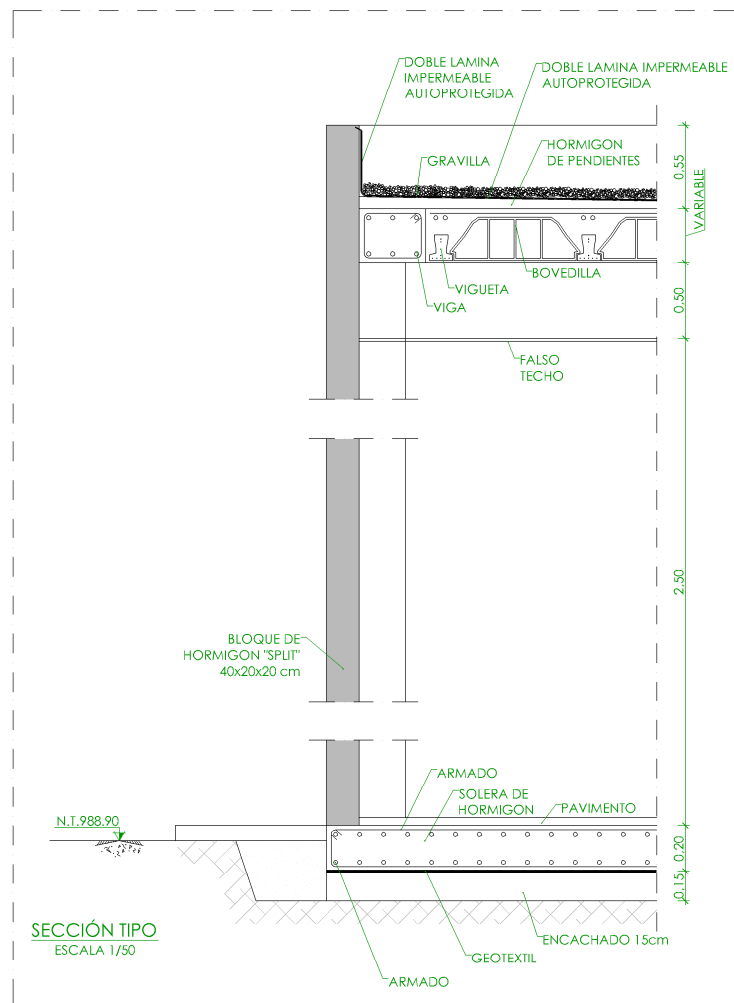 DOBLE LAMINA
IMPERMEABLE
AUTOPROTEGIDA
DOBLE LAMINA IMPERMEABLE
AUTOPROTEGIDA
GRAVILLA
HORMIGON
DE PENDIENTES
0,55
VARIABLE
BOVEDILLA
VIGUETA
VIGA
0,50
FALSO
TECHO
2,50
BLOQUE DE
HORMIGON "SPLIT"
40x20x20 cm
ARMADO
SOLERA DE
HORMIGON
PAVIMENTO
N.T.988.90
0,20
0,15
ENCACHADO 15cm
GEOTEXTIL
ARMADO
SECCIÓN TIPO
ESCALA 1/50